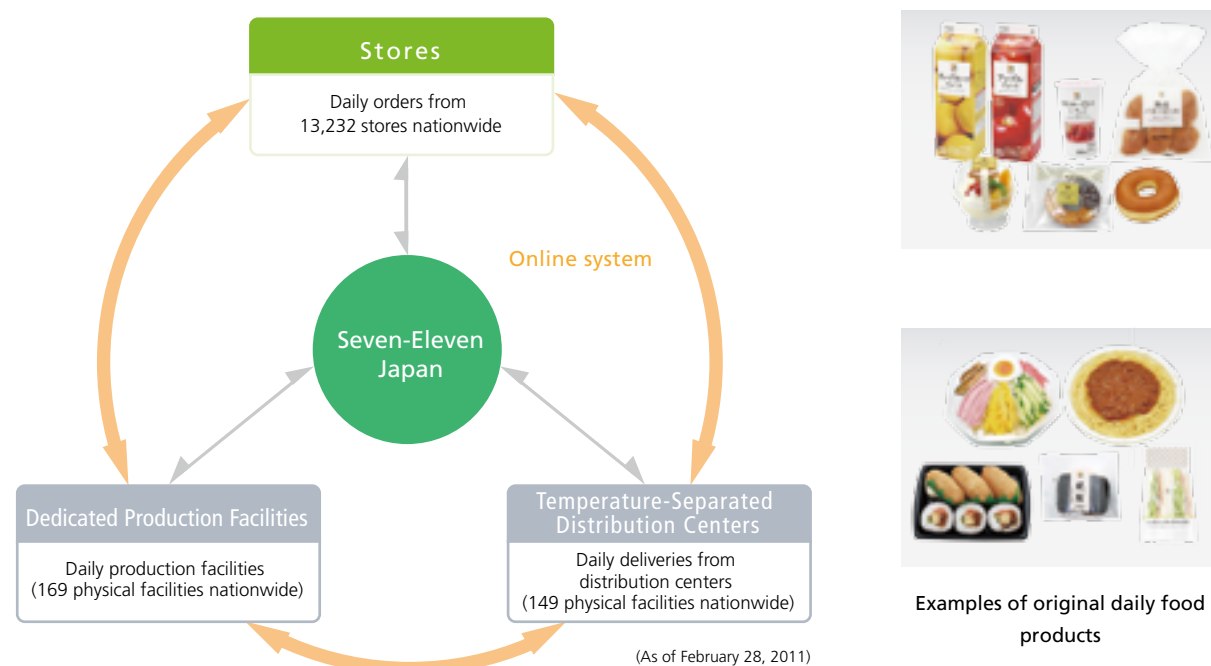 Stores
Daily orders from
13,232 stores nationwide
Online system
Seven-Eleven
Japan
Dedicated Production Facilities
Daily production facilities
(169 physical facilities nationwide)
Temperature-Separated
Distribution Centers
Daily deliveries from
distribution centers
(149 physical facilities nationwide)
(As of February 28, 2011)
Examples of original daily food
products